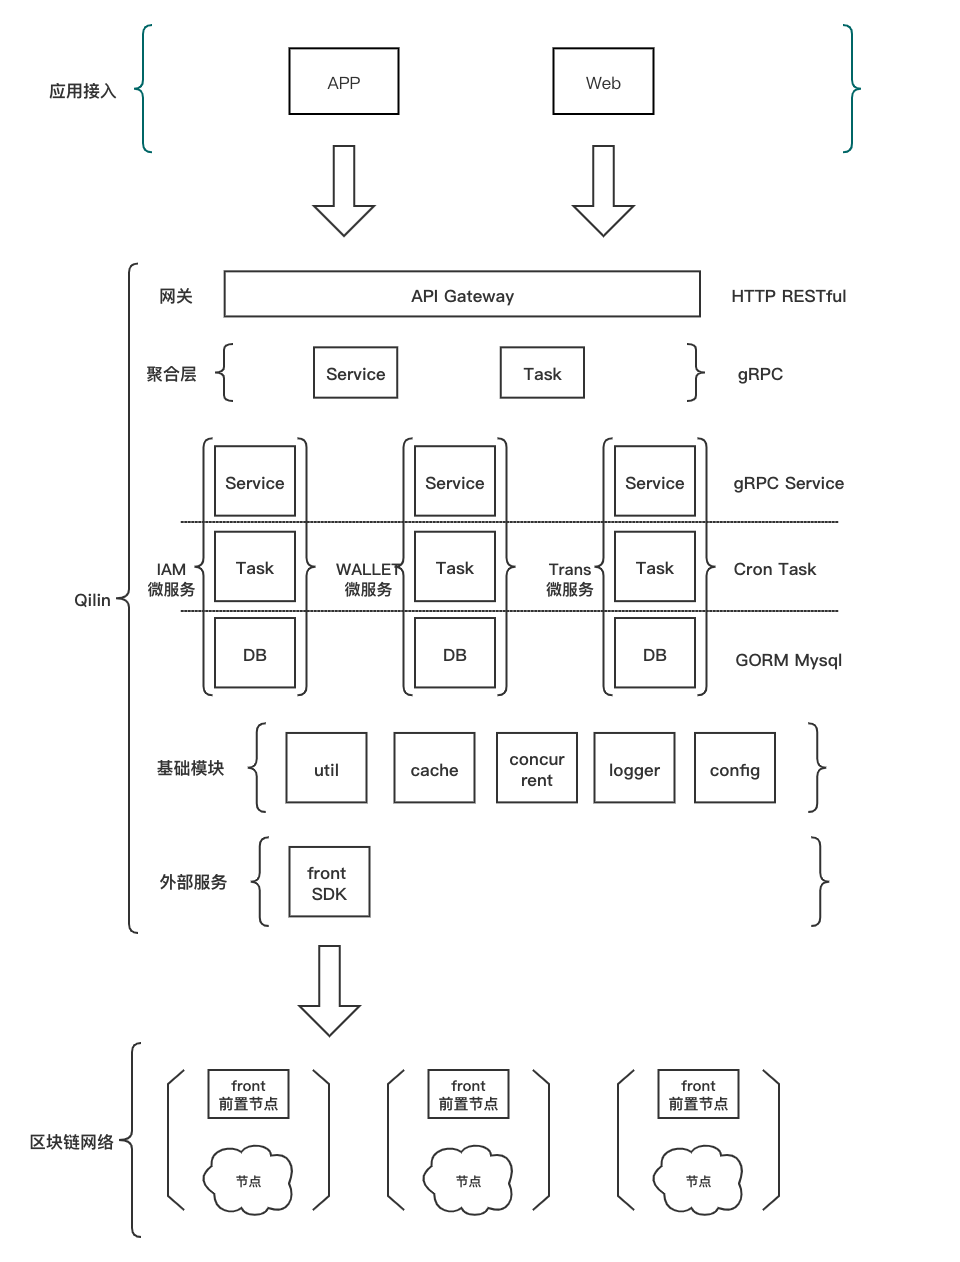 应用接入
APP
Web
网关
API Gateway
HTTP RESTful
聚合层
Service
Task
gRPC
Service
Service
Service
gRPC Service
IAM
微服务
Task
WALLET
微服务
Task
Trans
微服务
Task
Cron Task
Qilin
DB
DB
DB
GORM Mysql
基础模块
util
cache
concur
rent
logger
config
外部服务
front
SDK
区块链网络
front
前置节点
front
前置节点
front
前置节点
节点
节点
节点